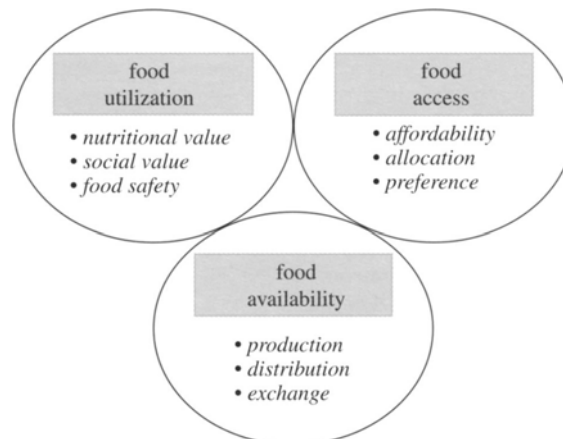 food
utilization
• nutritional value
• social value
• food safety
food
access
• affordability
• allocation
• preference
food
availability
• production
• distribution
• exchange